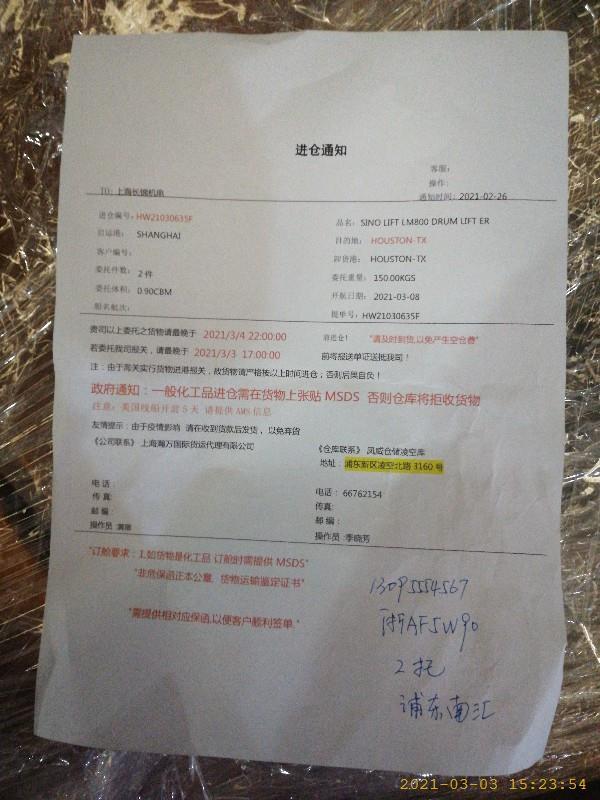 进仓通知
客服：
操作：
TO: 上海长锦机电
通知时间：2021-02-26
进仓编号：HW21030635F
品名： SINO LIFT LM800 DRUM LIFT ER
启运港： SHANGHAI
目的地： HOUSTON-TX
客户编号：
卸货港： HOUSTON-TX
委托件数： 2 件
委托重量： 150.00KGS
委托体积： 0.90CBM
开航日期： 2021-03-08
船名航次：
提单号：HW21030635F
贵司以上委托之货物请最晚于 2021/3/4 22:00:00 前进仓！ "请及时到货,以免产生空仓费"
若委托我司报关，请最晚于 2021/3/3 17:00:00 前将报送单证送抵我司！
注：由于海关实行货物进港报关，故货物请严格按以上时间进仓；否则后果自负！
政府通知：一般化工品进仓需在货物上张贴 MSDS 否则仓库将拒收货物
注意：美国线船开前 5 天 请提供 AMS 信息
友情提示：由于疫情影响 请在收到货款后发货， 以免弃货
《公司联系》上海瀚万国际货运代理有限公司
《仓库联系》 凤威仓储凌空库
地址：浦东新区凌空北路 3160 号
电 话：
电话： 66762154
传 真：
传真：
邮 编：
邮 编：
操作员
操作员 :季晓芳
"订舱要求：1.如货物是化工品 订舱时需提供 MSDS"
"非危保函正本公章，货物运输鉴定证书"
"需提供相对应保函,以便客户顺利签单."
13095554567
浙AF5W90
2托
浦东南汇
2021-03-03 15:23:54